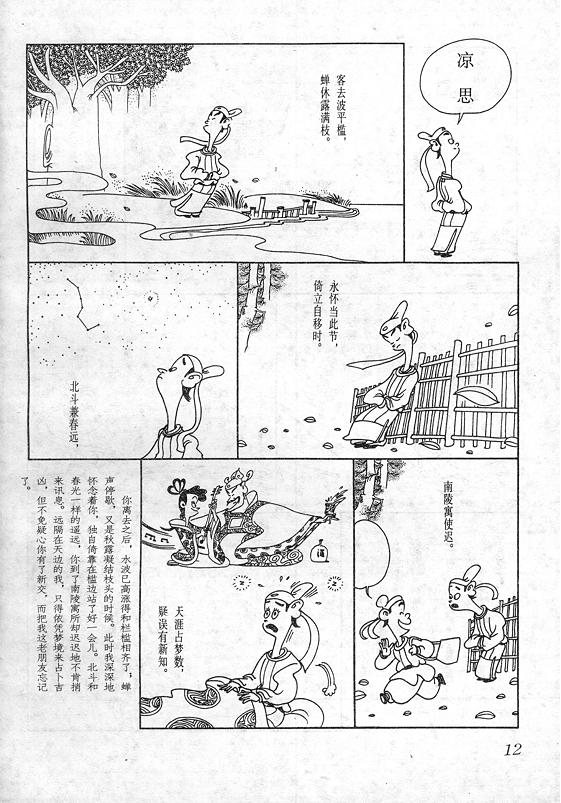 凉思
客去波平槛，
蝉休露满枝。
永怀当此节，
倚立自移时。
北斗兼春远，
南陵寓使迟。
酒
天涯占梦数，
疑误有新知。
你离去之后，水波已高涨得和栏槛相齐了，蝉
声停歇，又是秋露凝结枝头的时候。此时我深深地
怀念着你，独自倚靠在槛边站了好一会儿。北斗和
春光一样的遥远，你到了南陵寓所却迟迟地不肯捎
来讯息。远隔在天边的我，只得依凭梦境来占卜吉
凶，但不免疑心你有了新交，而把我这老朋友忘记
了。
12